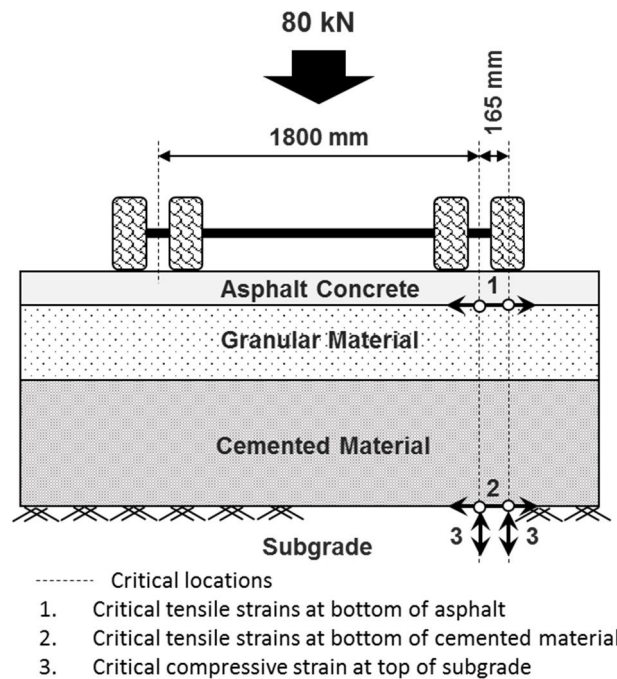 80 kN
165 mm
1800 mm
Asphalt Concrete
1
Granular Material
Cemented Material
2
3
3
Subgrade
Critical locations
1. Critical tensile strains at bottom of asphalt
2. Critical tensile strains at bottom of cemented material
3. Critical compressive strain at top of subgrade